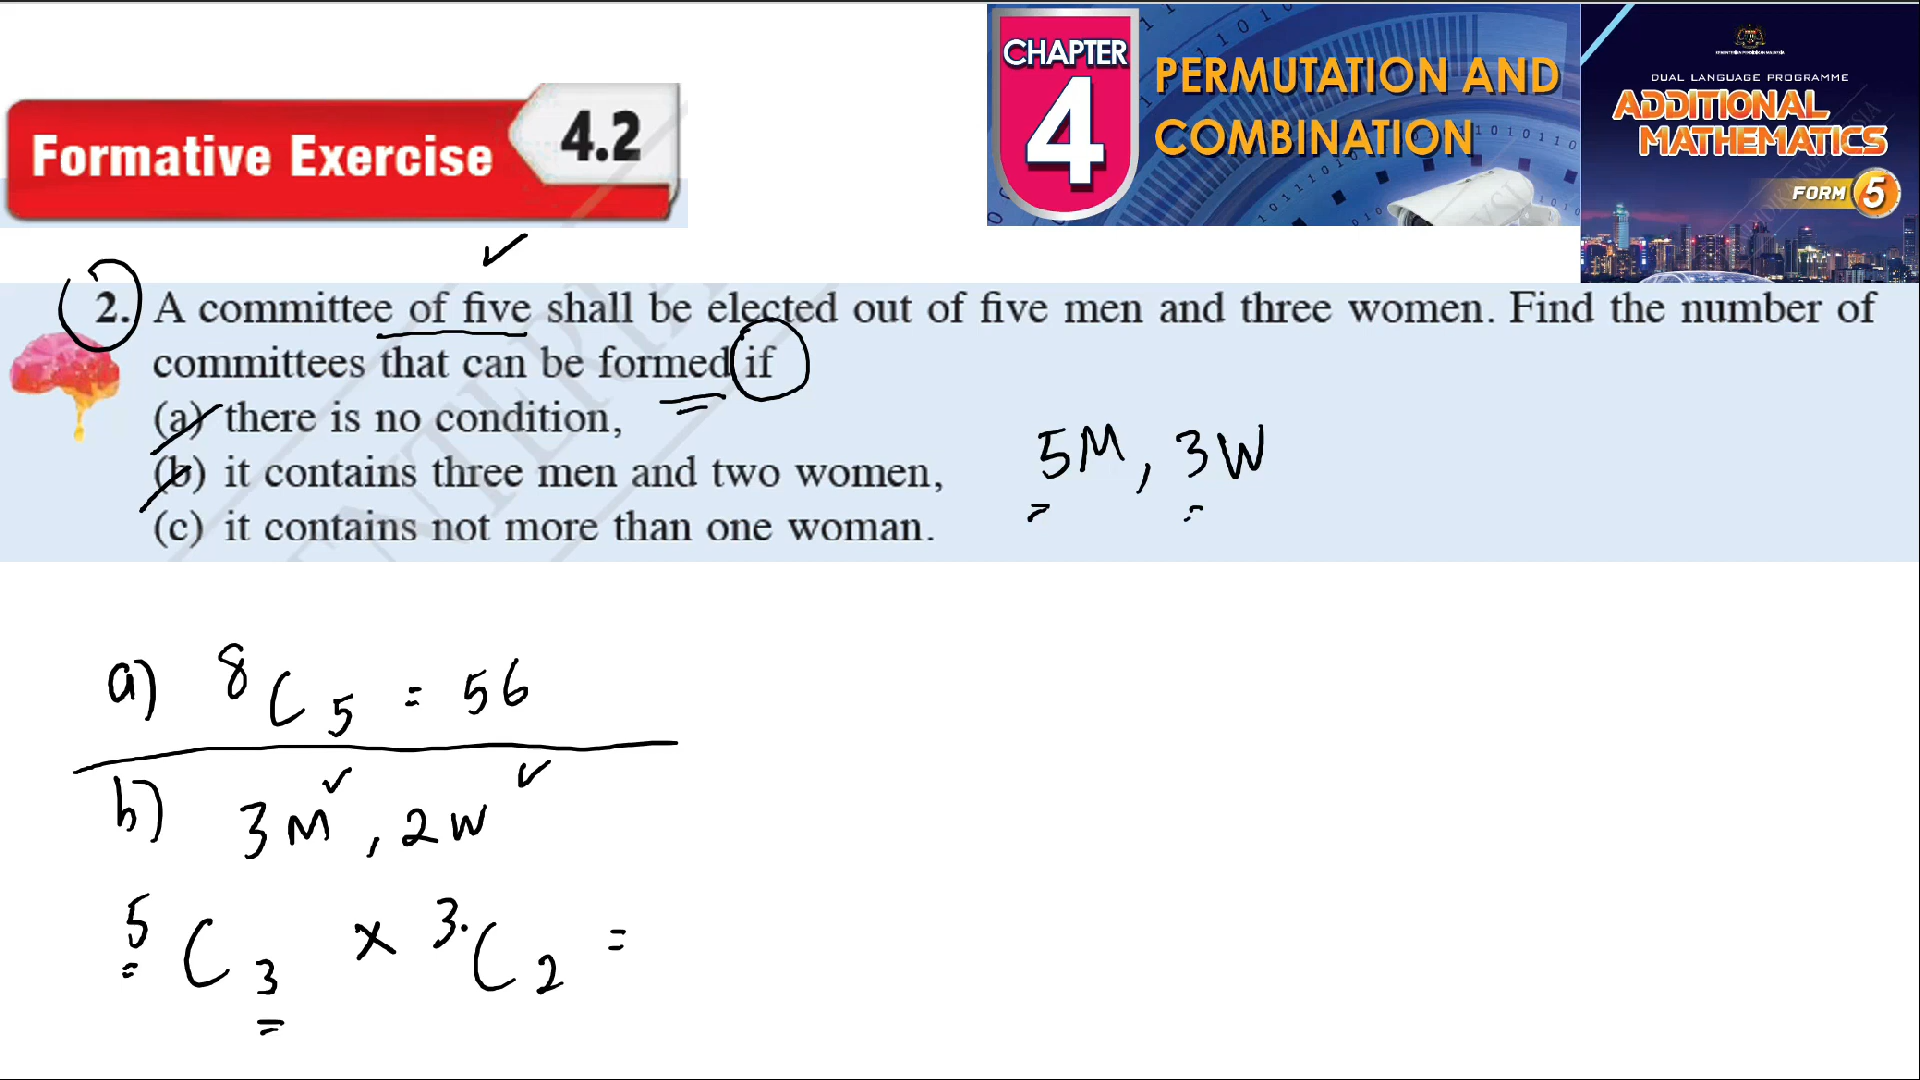 CHAPTER
4
PERMUTATION AND
COMBINATION
DUAL LANGUAGE PROGRAMME
ADDITIONAL
MATHEMATICS
FORM 5
Formative Exercise 4.2
2. A committee of five shall be elected out of five men and three women. Find the number of
committees that can be formed if
(a) there is no condition,
(b) it contains three men and two women,
(c) it contains not more than one woman.
5M, 3W
a) ⁸C₅ = 56
b) 3M, 2W
⁵C₃ × ³C₂ =